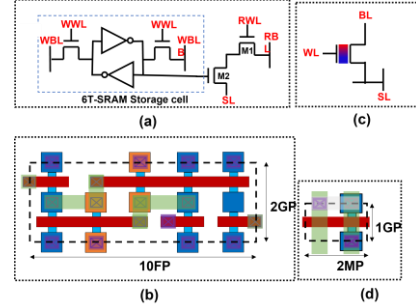 WWL
WWL
WBL
WBL
B
RWL
RB
L
M1
M2
SL
6T-SRAM Storage cell
(a)
BL
WL
SL
(c)
2GP
10FP
(b)
1GP
2MP
(d)